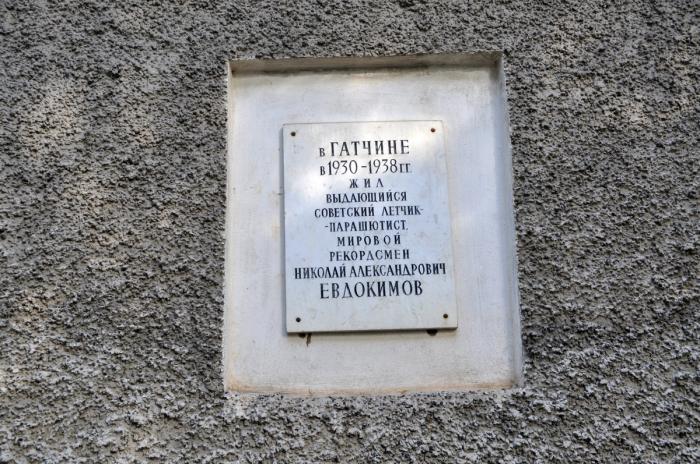 в ГАТЧИНЕ
в 1930-1938 гг.
ЖИЛ
ВЫДАЮЩИЙСЯ
СОВЕТСКИЙ ЛЕТЧИК-
-ПАРАШЮТИСТ,
МИРОВОЙ
РЕКОРДСМЕН
НИКОЛАЙ АЛЕКСАНДРОВИЧ
ЕВДОКИМОВ